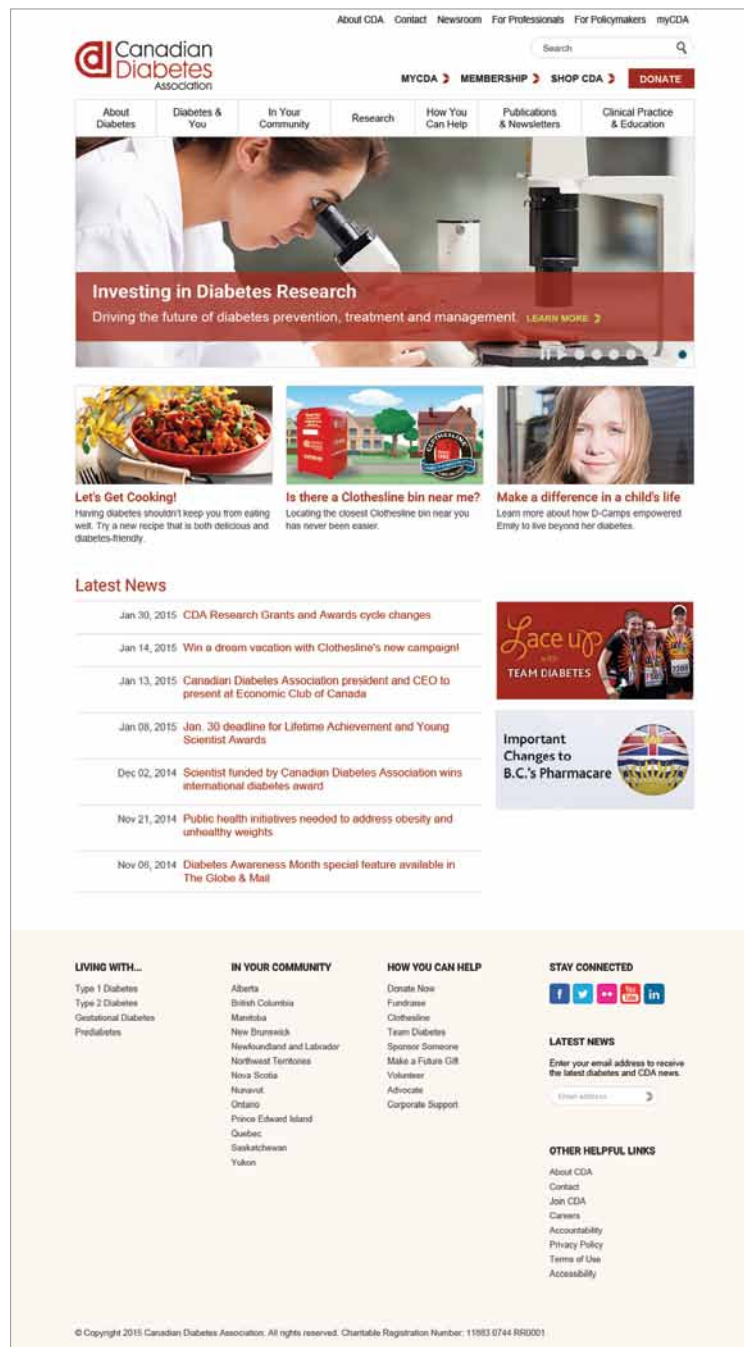 About CDA Contact Newsroom For Professionals For Policymakers myCDA
Canadian
Diabetes
Association
Search
MYCDA MEMBERSHIP SHOP CDA DONATE
About
Diabetes
Diabetes &
You
In Your
Community
Research
How You
Can Help
Publications
& Newsletters
Clinical Practice
& Education
Investing in Diabetes Research
Driving the future of diabetes prevention, treatment and management LEARN MORE
CLOTHESLINE
Let's Get Cooking!
Having diabetes shouldn't keep you from eating
well. Try a new recipe that is both delicious and
diabetes-friendly.
Is there a Clothesline bin near me?
Locating the closest Clothesline bin near you
has never been easier.
Make a difference in a child's life
Learn more about how D-Camps empowered
Emily to live beyond her diabetes.
Latest News
Jan 30, 2015 CDA Research Grants and Awards cycle changes
Jan 14, 2015 Win a dream vacation with Clothesline's new campaign!
Jan 13, 2015 Canadian Diabetes Association president and CEO to
present at Economic Club of Canada
Jan 08, 2015 Jan. 30 deadline for Lifetime Achievement and Young
Scientist Awards
Dec 02, 2014 Scientist funded by Canadian Diabetes Association wins
international diabetes award
Nov 21, 2014 Public health initiatives needed to address obesity and
unhealthy weights
Nov 06, 2014 Diabetes Awareness Month special feature available in
The Globe & Mail
Lace up
with
TEAM DIABETES
Important
Changes to
B.C.'s Pharmacare
LIVING WITH...
Type 1 Diabetes
Type 2 Diabetes
Gestational Diabetes
Prediabetes
IN YOUR COMMUNITY
Alberta
British Columbia
Manitoba
New Brunswick
Newfoundland and Labrador
Northwest Territories
Nova Scotia
Nunavut
Ontario
Prince Edward Island
Quebec
Saskatchewan
Yukon
HOW YOU CAN HELP
Donate Now
Fundraise
Clothesline
Team Diabetes
Sponsor Someone
Make a Future Gift
Volunteer
Advocate
Corporate Support
STAY CONNECTED
f You Tube in
LATEST NEWS
Enter your email address to receive
the latest diabetes and CDA news.
Email address
OTHER HELPFUL LINKS
About CDA
Contact
Join CDA
Careers
Accountability
Privacy Policy
Terms of Use
Accessibility
© Copyright 2015 Canadian Diabetes Association. All rights reserved. Charitable Registration Number: 11883 0744 RR0001